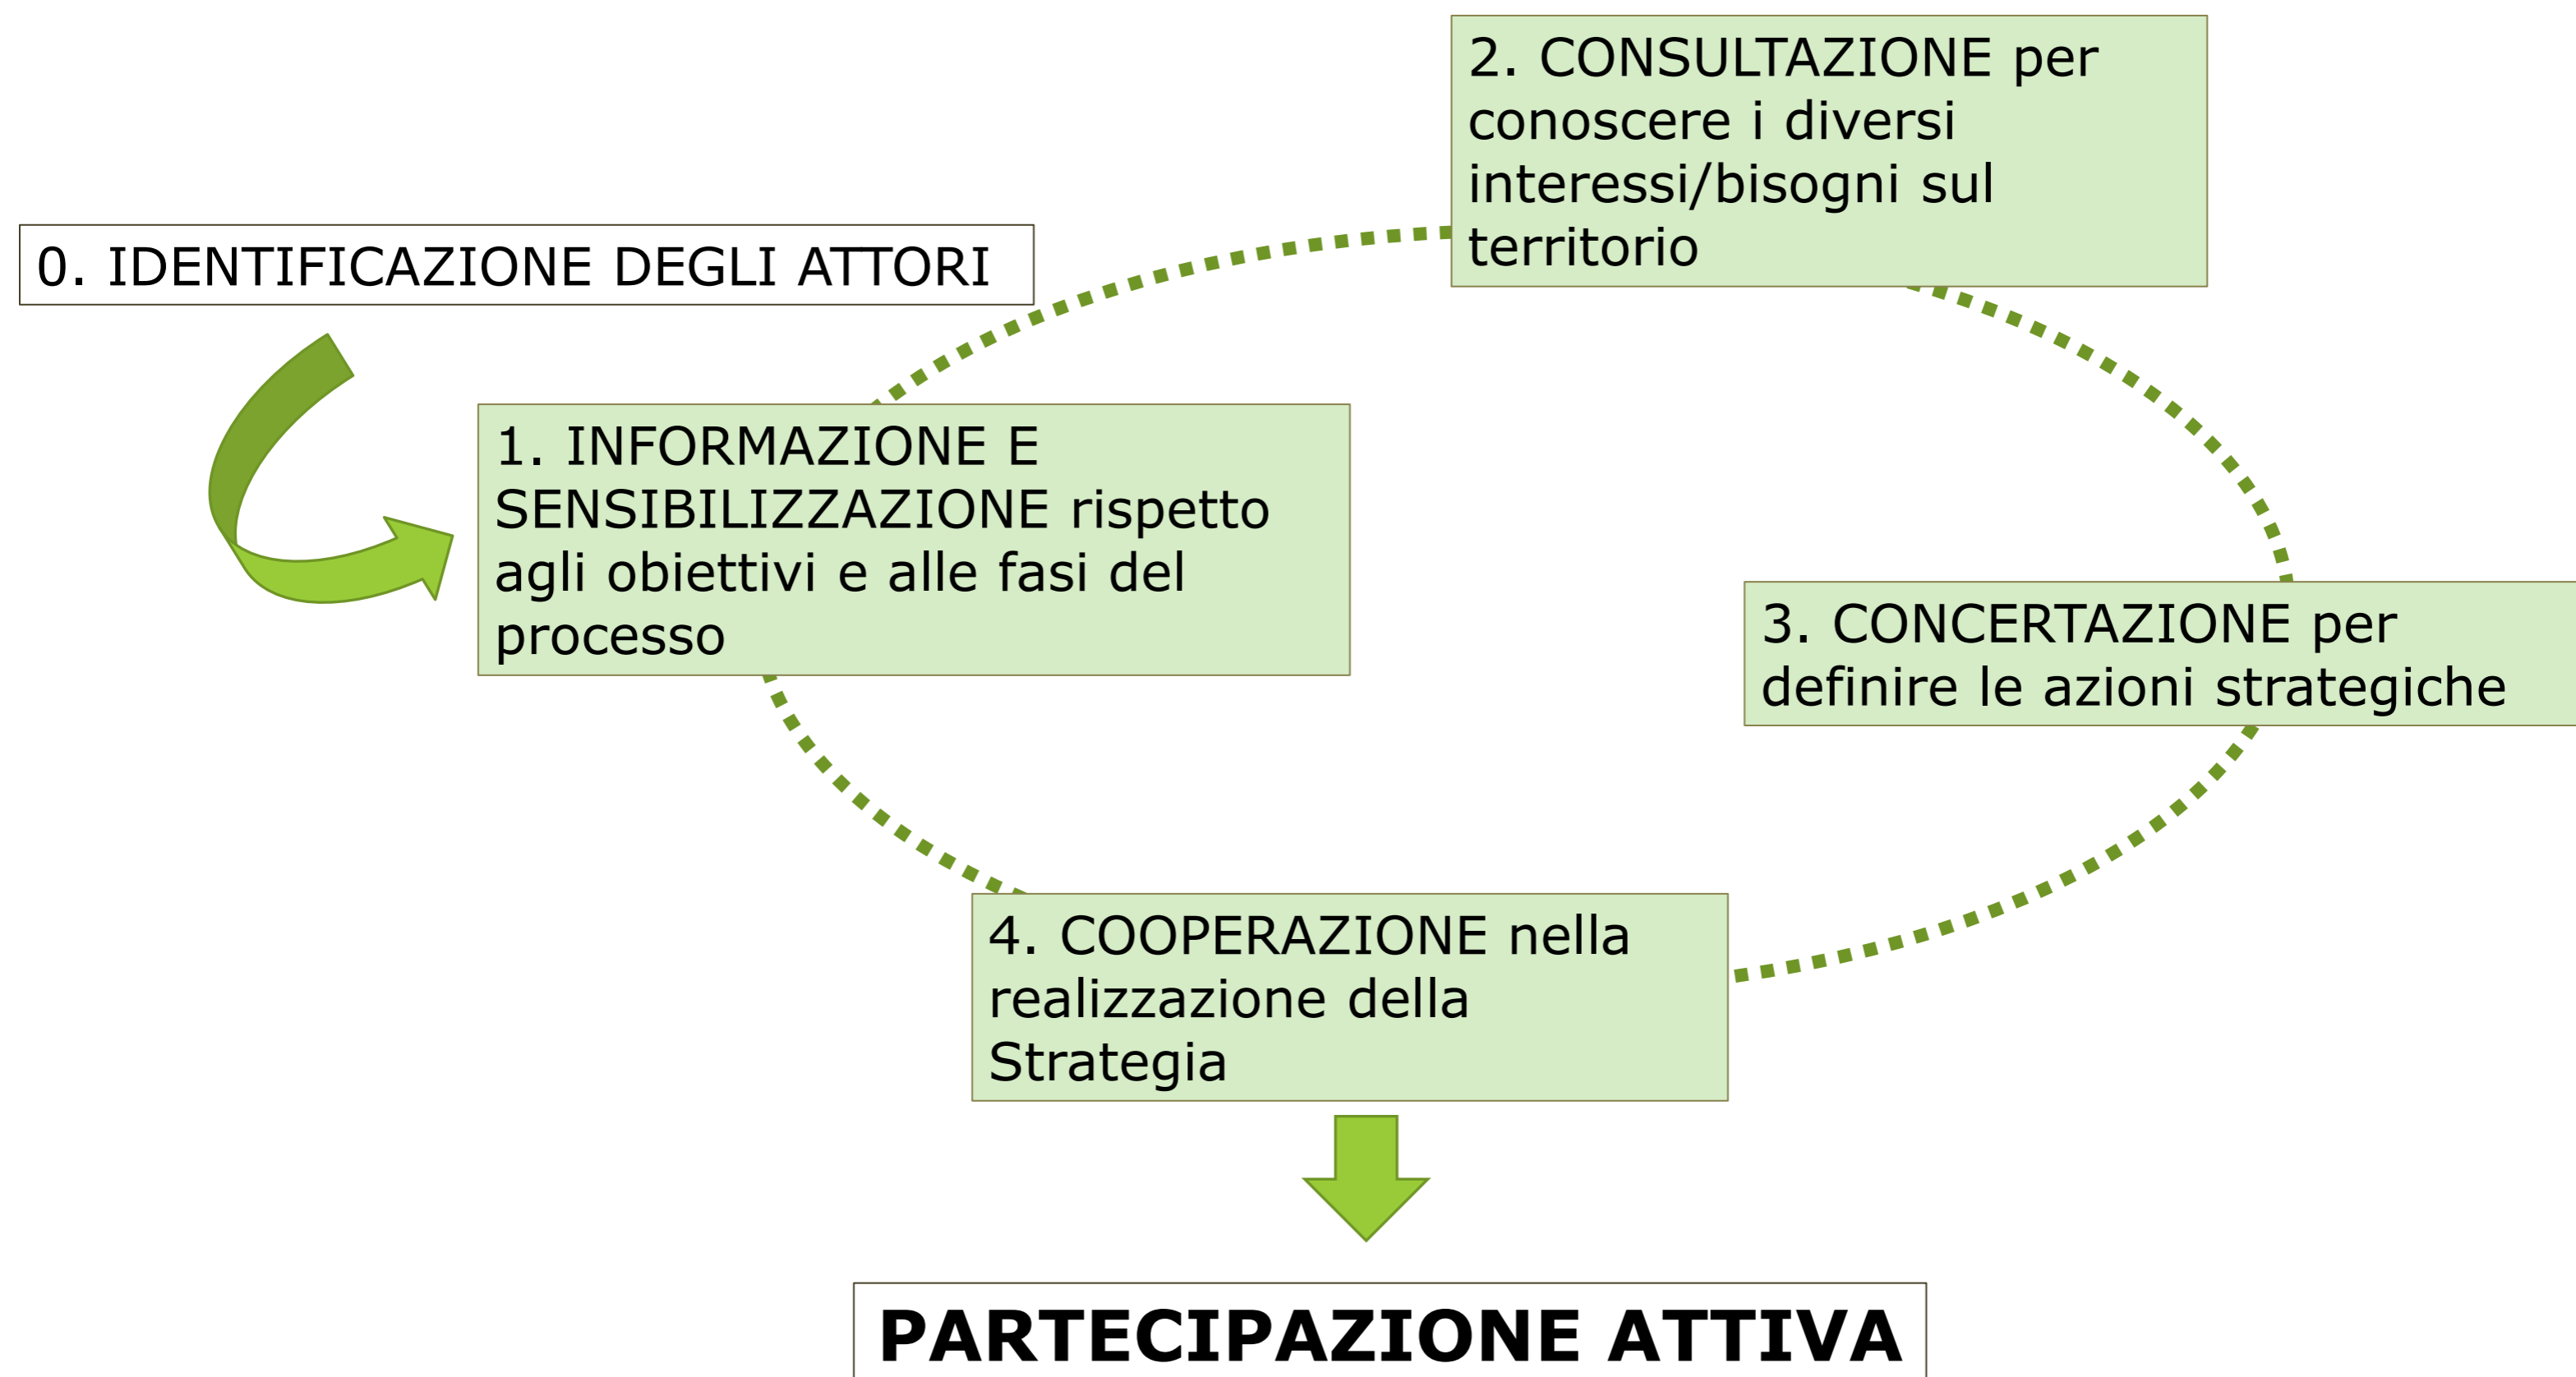 0. IDENTIFICAZIONE DEGLI ATTORI
1. INFORMAZIONE E
SENSIBILIZZAZIONE rispetto
agli obiettivi e alle fasi del
processo
2. CONSULTAZIONE per
conoscere i diversi
interessi/bisogni sul
territorio
3. CONCERTAZIONE per
definire le azioni strategiche
4. COOPERAZIONE nella
realizzazione della
Strategia
PARTECIPAZIONE ATTIVA